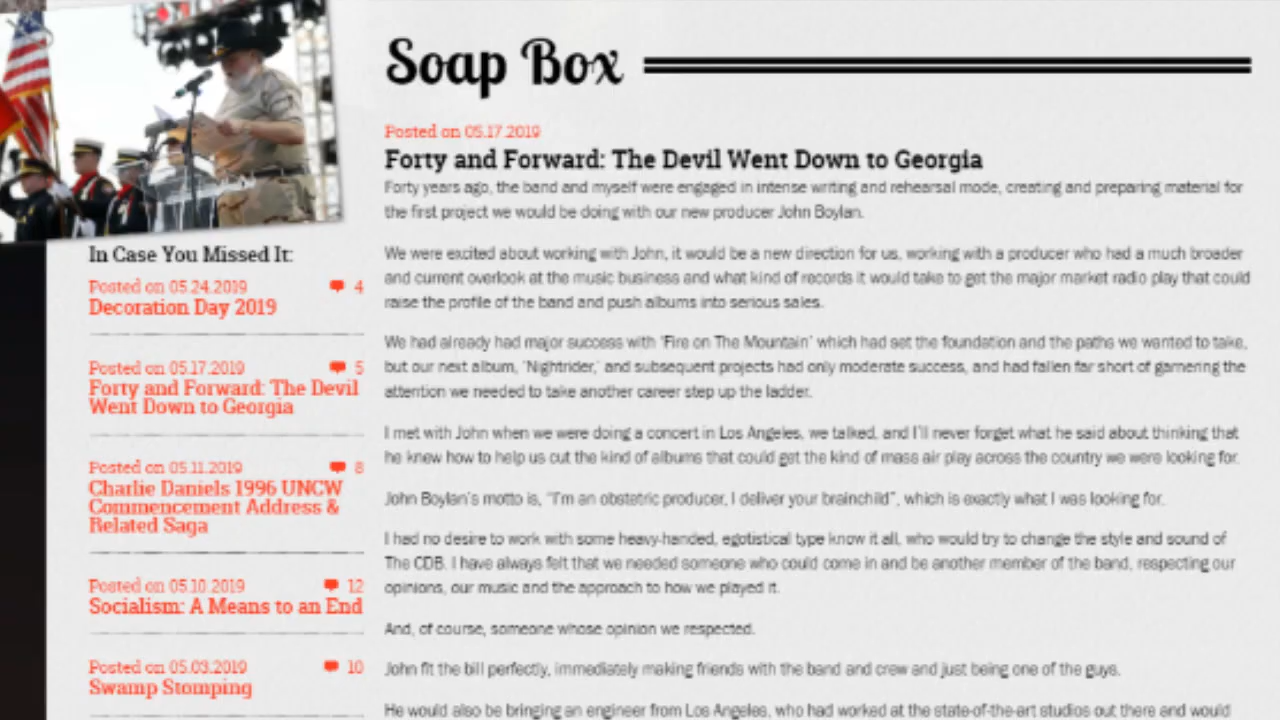 Soap Box
Posted on 05.17.2019
Forty and Forward: The Devil Went Down to Georgia
Forty years ago, the band and myself were engaged in intense writing and rehearsal mode, creating and preparing material for
the first project we would be doing with our new producer John Boylan.
We were excited about working with John, it would be a new direction for us, working with a producer who had a much broader
and current overlook at the music business and what kind of records it would take to get the major market radio play that could
raise the profile of the band and push albums into serious sales.
We had already had major success with 'Fire on The Mountain' which had set the foundation and the paths we wanted to take,
but our next album, 'Nightrider,' and subsequent projects had only moderate success, and had fallen far short of garnering the
attention we needed to take another career step up the ladder.
I met with John when we were doing a concert in Los Angeles, we talked, and I'll never forget what he said about thinking that
he knew how to help us cut the kind of albums that could get the kind of mass air play across the country we were looking for.
John Boylan's motto is, "I'm an obstetric producer, I deliver your brainchild", which is exactly what I was looking for.
I had no desire to work with some heavy-handed, egotistical type know it all, who would try to change the style and sound of
The CDB. I have always felt that we needed someone who could come in and be another member of the band, respecting our
opinions, our music and the approach to how we played it.
And, of course, someone whose opinion we respected.
John fit the bill perfectly, immediately making friends with the band and crew and just being one of the guys.
He would also be bringing an engineer from Los Angeles, who had worked at the state-of-the-art studios out there and would
In Case You Missed It:
Posted on 05.24.2019 4
Decoration Day 2019
Posted on 05.17.2019 5
Forty and Forward: The Devil
Went Down to Georgia
Posted on 05.11.2019 8
Charlie Daniels 1996 UNCW
Commencement Address &
Related Saga
Posted on 05.10.2019 12
Socialism: A Means to an End
Posted on 05.03.2019 10
Swamp Stomping